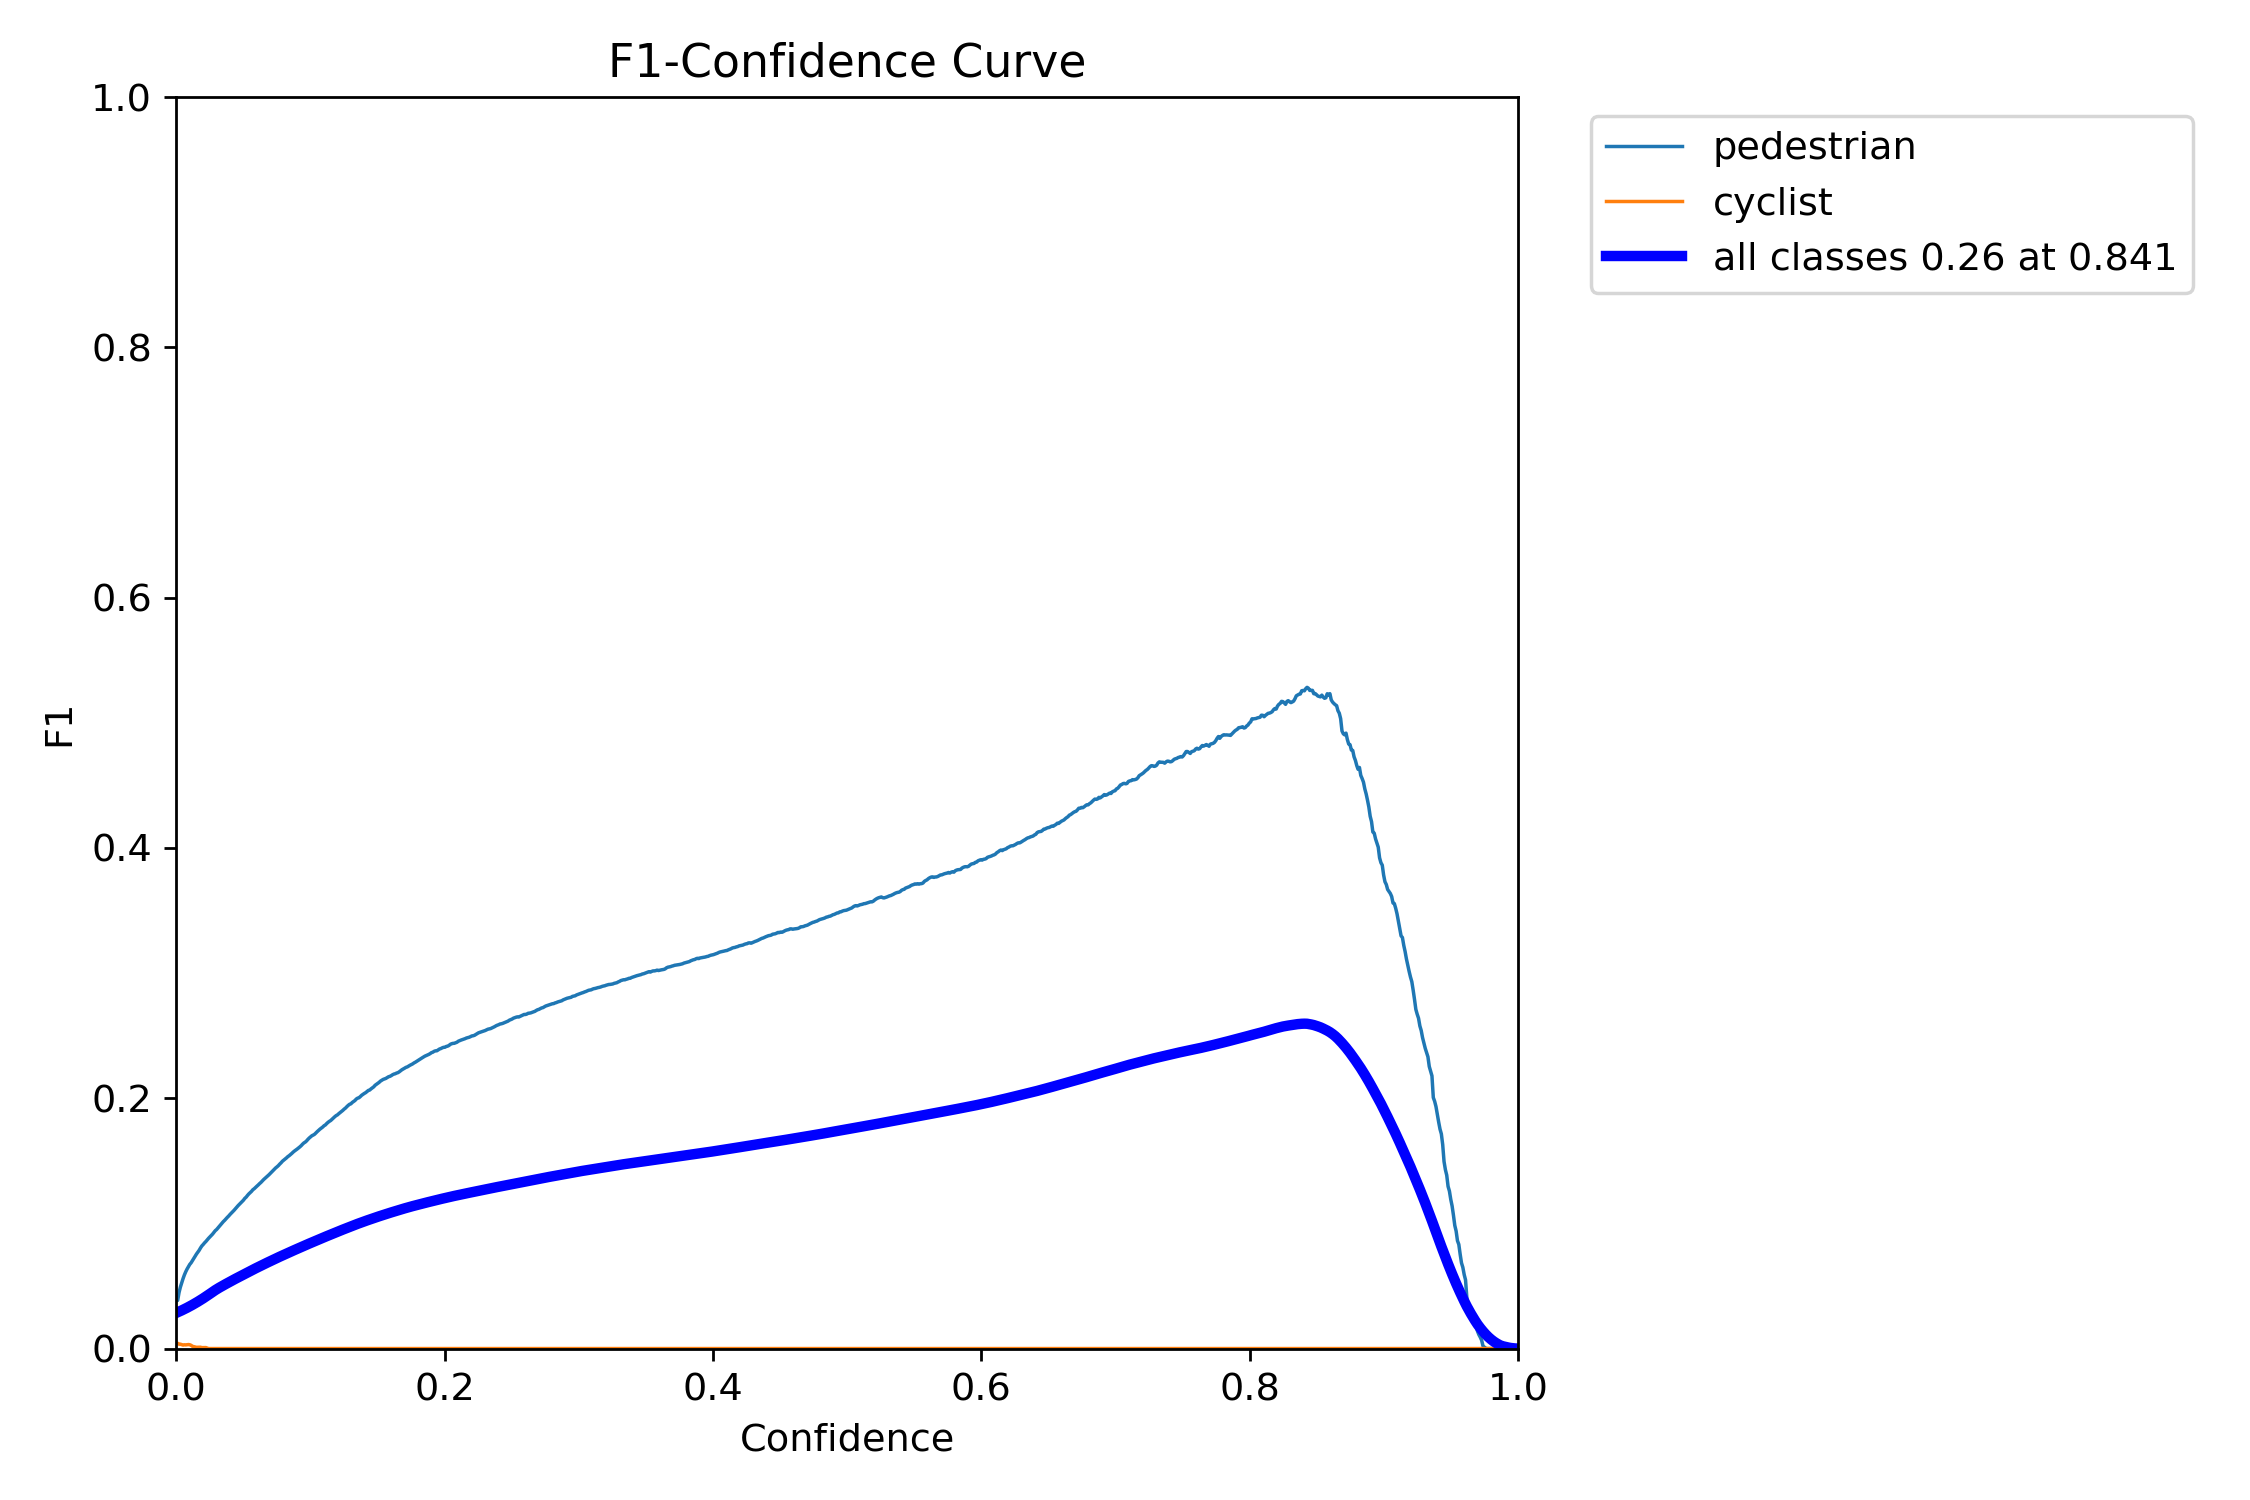 F1-Confidence Curve
1.0
0.8
0.6
0.4
0.2
0.0
F1
0.0 0.2 0.4 0.6 0.8 1.0
Confidence
pedestrian
cyclist
all classes 0.26 at 0.841